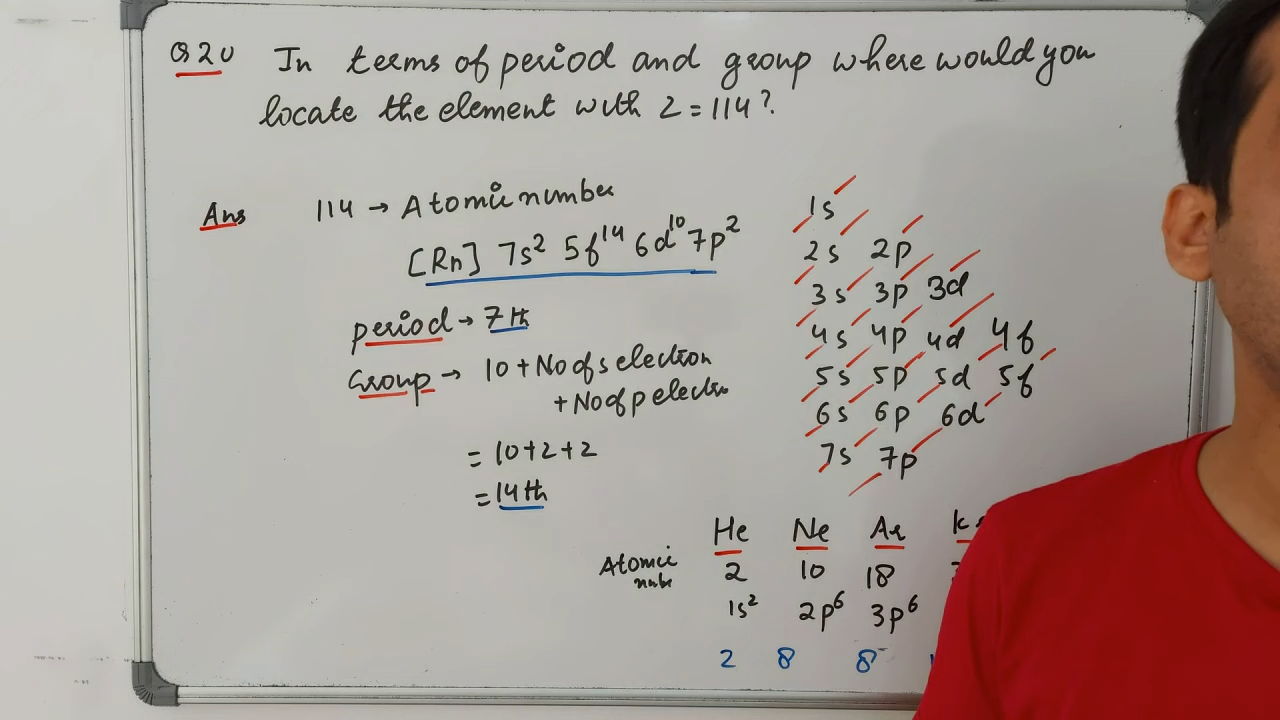 Q 20 In terms of period and group where would you
locate the element with Z = 114?
Ans 114 → Atomic number
[Rn] 7s² 5f¹⁴ 6d¹⁰ 7p²
period → 7th
Group → 10 + No of s electron
+ No of p electro
= 10+2+2
= 14th
1s
2s 2p
3s 3p 3d
4s 4p 4d 4f
5s 5p 5d 5f
6s 6p 6d
7s 7p
He Ne Ar Kr
Atomic
2 10 18
1s² 2p⁶ 3p⁶
2 8 8